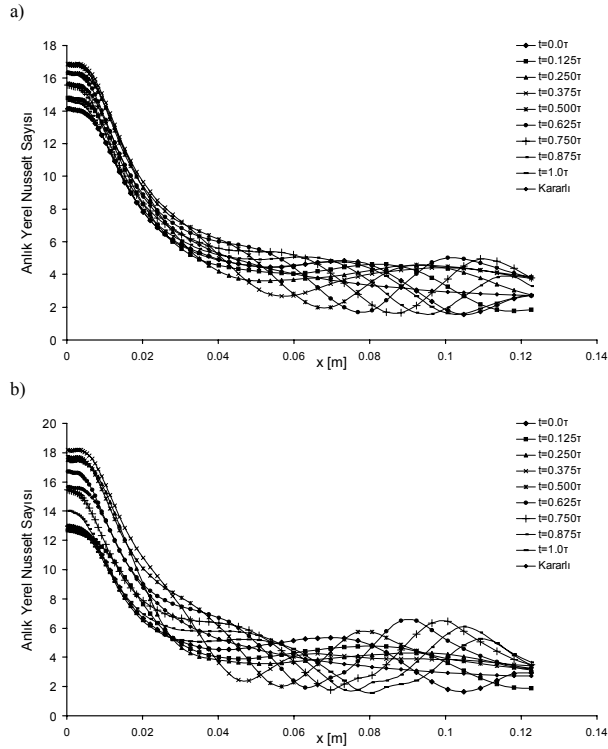 a)
18
16
14
12
10
8
6
4
2
0
Anlık Yerel Nusselt Sayısı
0
0.02
0.04
0.06
0.08
0.1
0.12
0.14
x [m]
t=0.0τ
t=0.125τ
t=0.250τ
t=0.375τ
t=0.500τ
t=0.625τ
t=0.750τ
t=0.875τ
t=1.0τ
Kararlı
b)
20
18
16
14
12
10
8
6
4
2
0
Anlık Yerel Nusselt Sayısı
0
0.02
0.04
0.06
0.08
0.1
0.12
0.14
x [m]
t=0.0τ
t=0.125τ
t=0.250τ
t=0.375τ
t=0.500τ
t=0.625τ
t=0.750τ
t=0.875τ
t=1.0τ
Kararlı